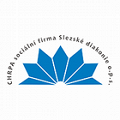 CHRPA sociální firma Slezské diakonie o.p.s.